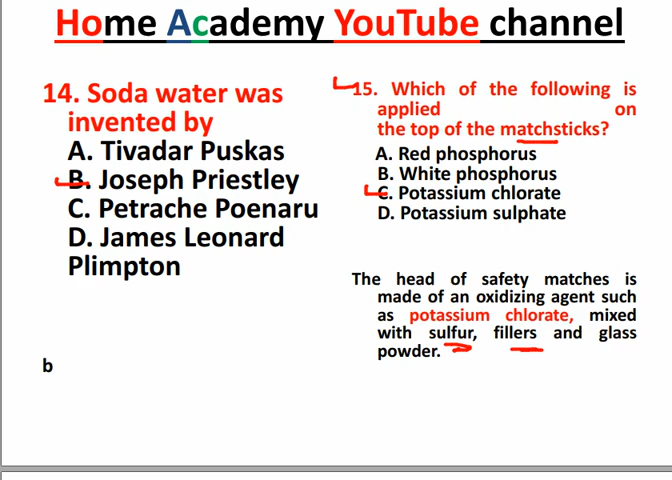 Home Academy YouTube channel
14. Soda water was
invented by
A. Tivadar Puskas
B. Joseph Priestley
C. Petrache Poenaru
D. James Leonard
Plimpton
b
15. Which of the following is
applied on
the top of the matchsticks?
A. Red phosphorus
B. White phosphorus
C. Potassium chlorate
D. Potassium sulphate
The head of safety matches is
made of an oxidizing agent such
as potassium chlorate, mixed
with sulfur, fillers and glass
powder.